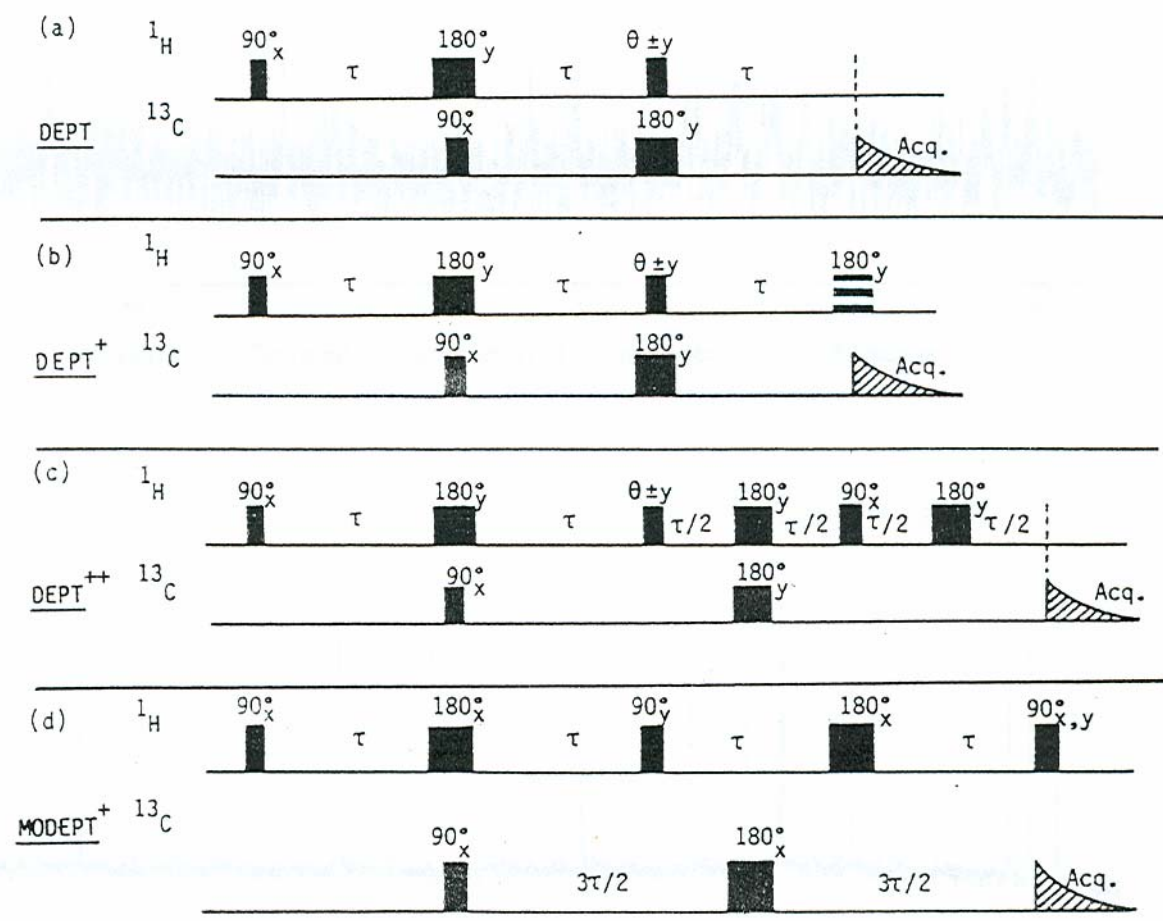 (a) ¹H 90°x τ 180°y τ θ ±y τ
DEPT ¹³C 90°x 180°y Acq.
(b) ¹H 90°x τ 180°y τ θ±y τ 180°y
DEPT⁺ ¹³C 90°x 180°y Acq.
(c) ¹H 90°x τ 180°y τ θ±y τ/2 180°y τ/2 90°x τ/2 180°y τ/2
DEPT⁺⁺ ¹³C 90°x 180°y Acq.
(d) ¹H 90°x τ 180°x τ 90°y τ 180°x τ 90°x,y
MODEPT⁺ ¹³C 90°x 3τ/2 180°x 3τ/2 Acq.